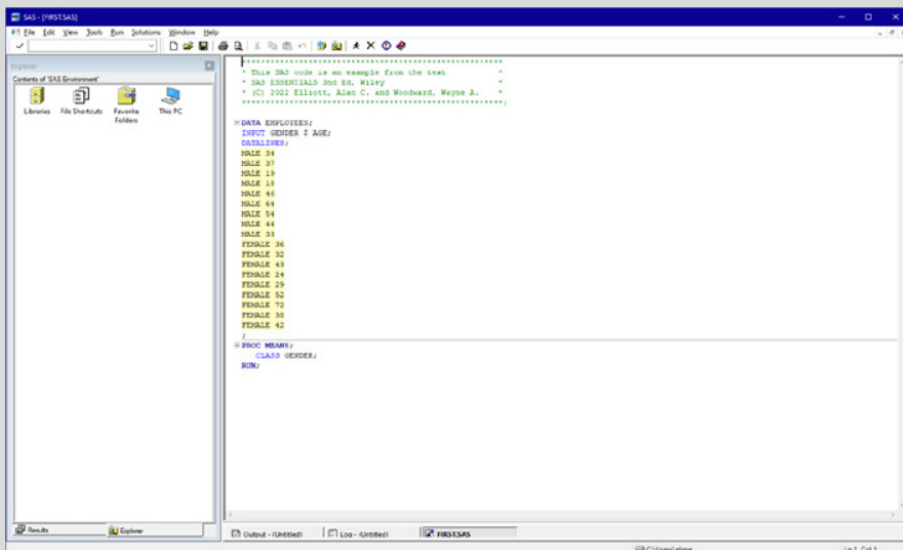 SAS - [FIRST.SAS]
File Edit View Tools Run Solutions Window Help
Explorer
Contents of 'SAS Environment'
Libraries File Shortcuts Favorite Folders This PC
*******************************************************
* This SAS code is an example from the text *
* SAS ESSENTIALS 3nd Ed, Wiley *
* (C) 2022 Elliott, Alan C. and Woodward, Wayne A. *
*******************************************************;
DATA EMPLOYEES;
INPUT GENDER $ AGE;
DATALINES;
MALE 34
MALE 37
MALE 19
MALE 18
MALE 46
MALE 64
MALE 54
MALE 44
MALE 33
FEMALE 36
FEMALE 32
FEMALE 43
FEMALE 24
FEMALE 29
FEMALE 52
FEMALE 72
FEMALE 38
FEMALE 42
;
PROC MEANS;
CLASS GENDER;
RUN;
Results Explorer
Output - (Untitled) Log - (Untitled) FIRST.SAS
Ln 1, Col 1